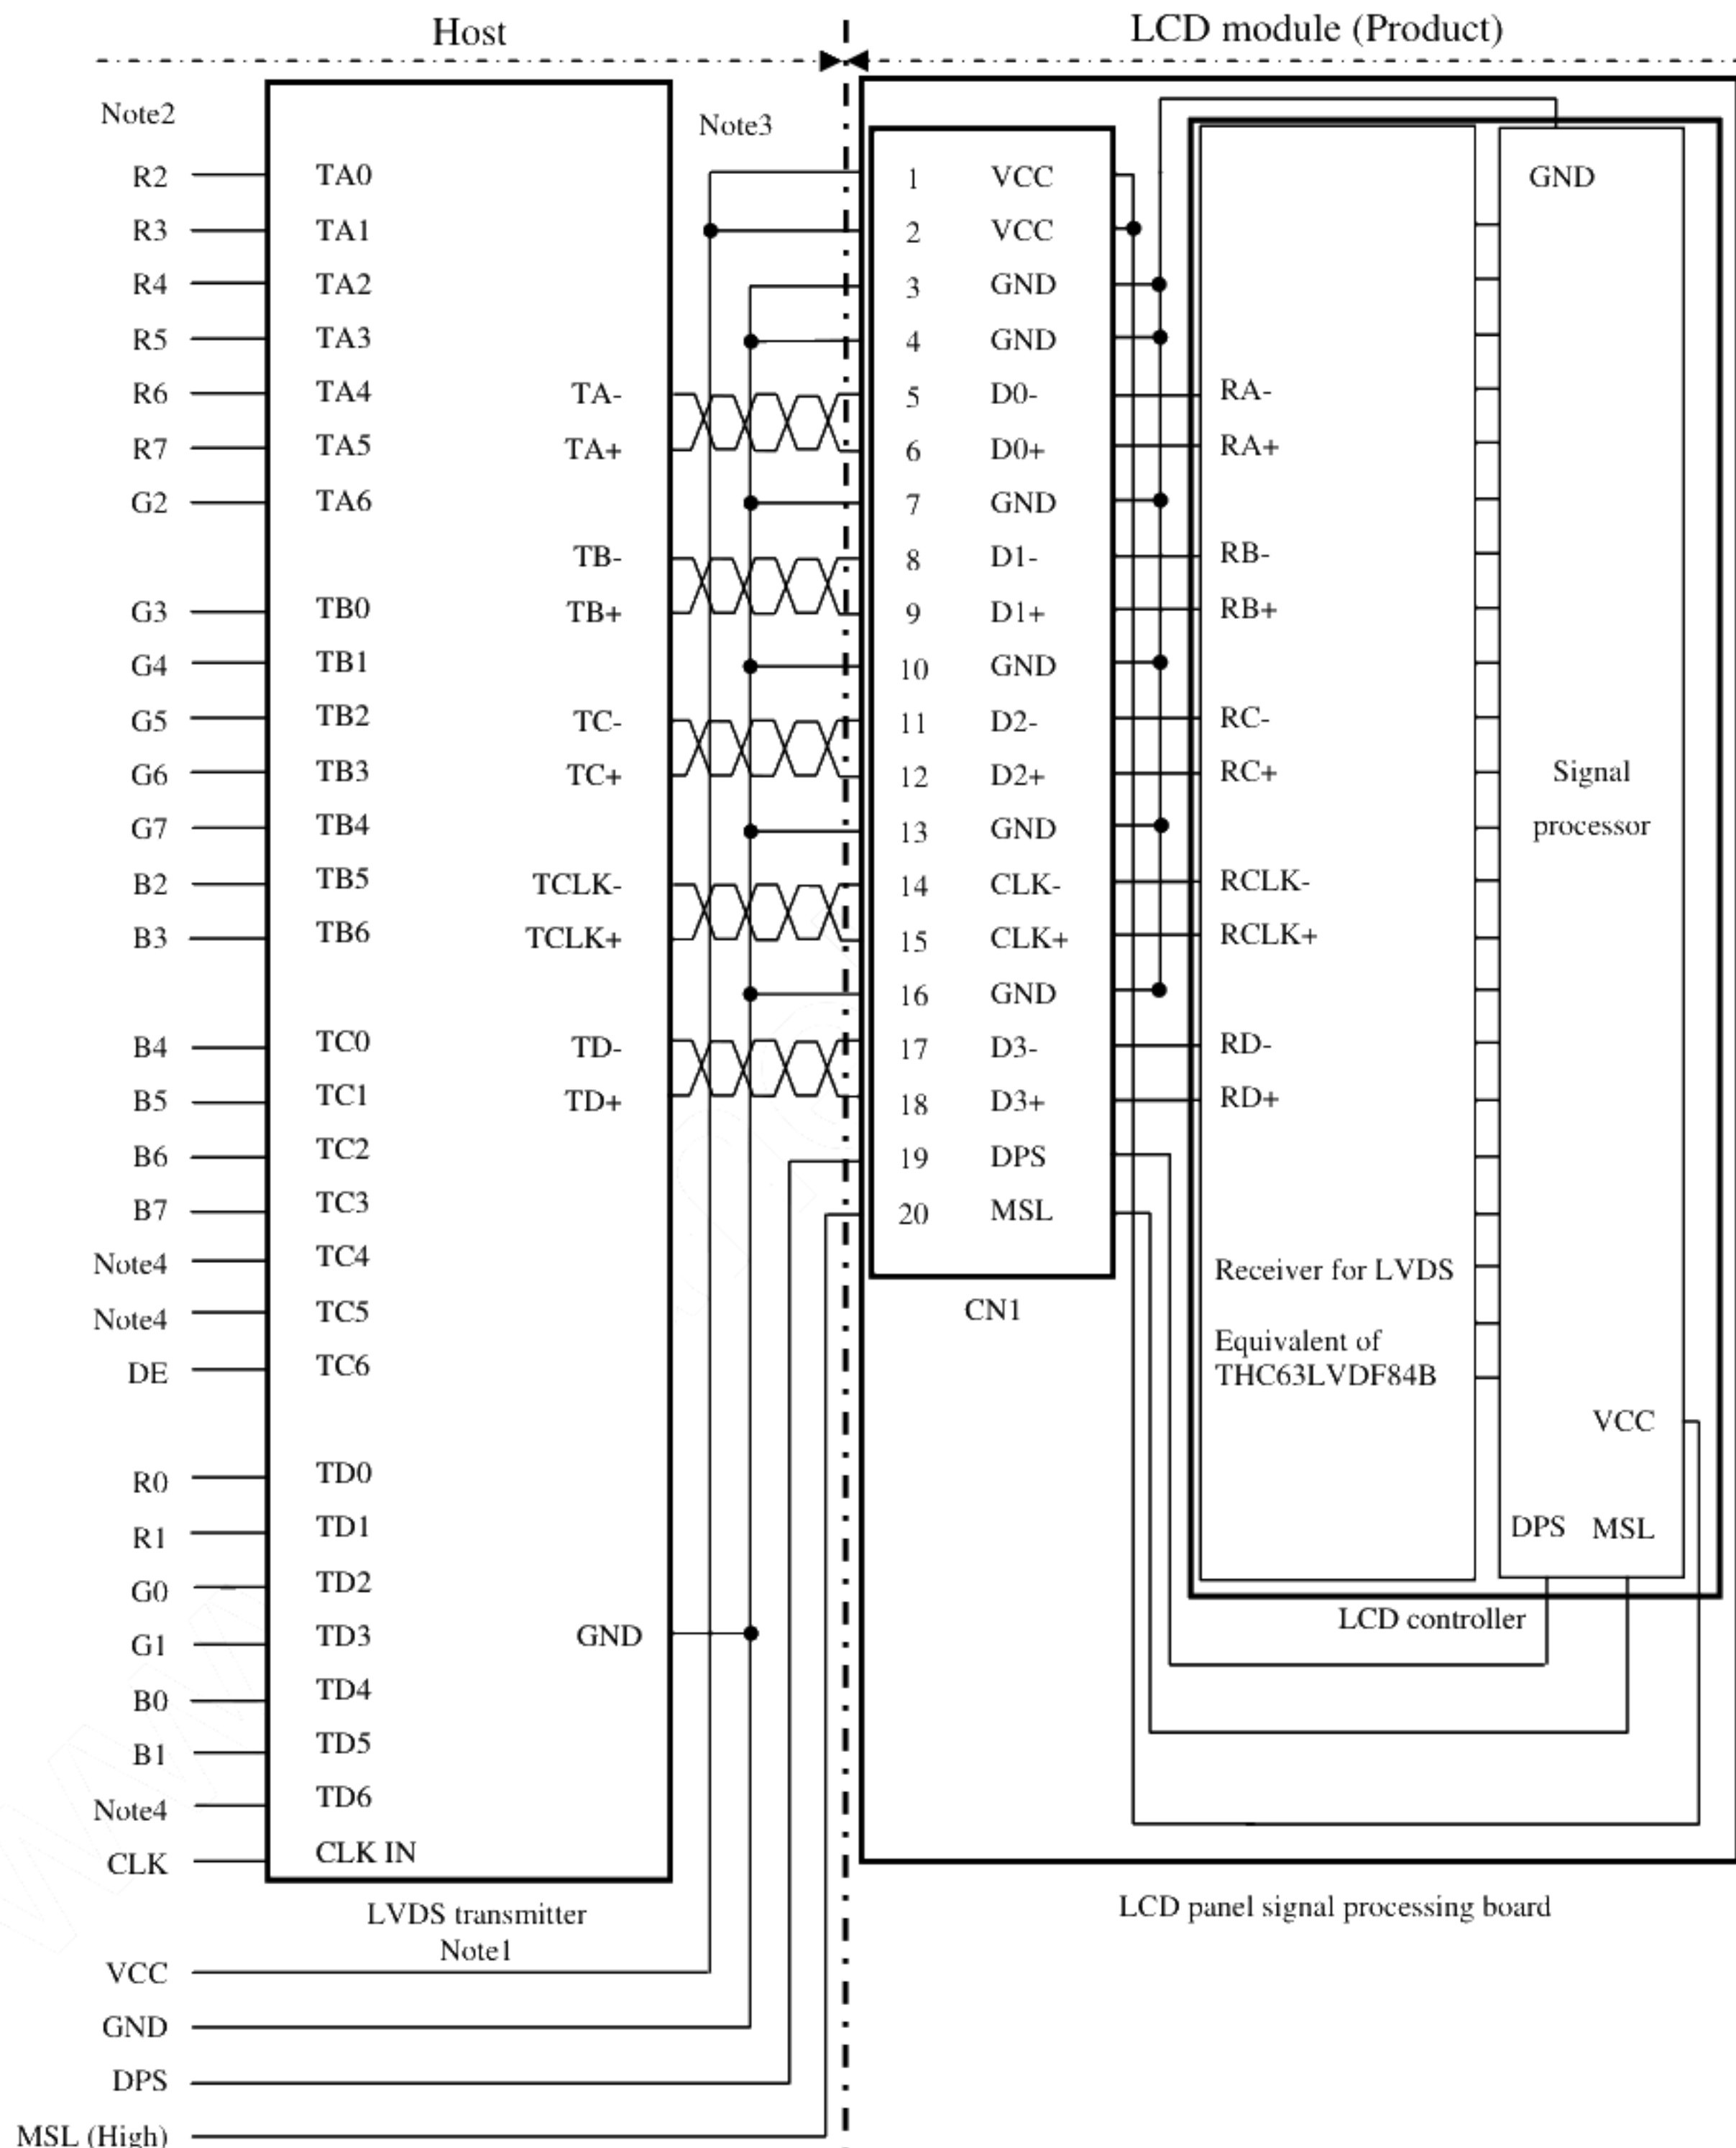 Host
LCD module (Product)
Note2
Note3
R2 TA0 1 VCC GND
R3 TA1 2 VCC
R4 TA2 3 GND
R5 TA3 4 GND
R6 TA4 TA- 5 D0- RA-
R7 TA5 TA+ 6 D0+ RA+
G2 TA6 7 GND
TB- 8 D1- RB-
G3 TB0 TB+ 9 D1+ RB+
G4 TB1 10 GND
G5 TB2 TC- 11 D2- RC-
G6 TB3 TC+ 12 D2+ RC+ Signal
G7 TB4 13 GND processor
B2 TB5 TCLK- 14 CLK- RCLK-
B3 TB6 TCLK+ 15 CLK+ RCLK+
16 GND
B4 TC0 TD- 17 D3- RD-
B5 TC1 TD+ 18 D3+ RD+
B6 TC2 19 DPS
B7 TC3 20 MSL
Note4 TC4 Receiver for LVDS
Note4 TC5 CN1 Equivalent of
DE TC6 THC63LVDF84B
VCC
R0 TD0
R1 TD1 DPS MSL
G0 TD2
G1 TD3 GND LCD controller
B0 TD4
B1 TD5
Note4 TD6
CLK CLK IN
LVDS transmitter
Note1
LCD panel signal processing board
VCC
GND
DPS
MSL (High)